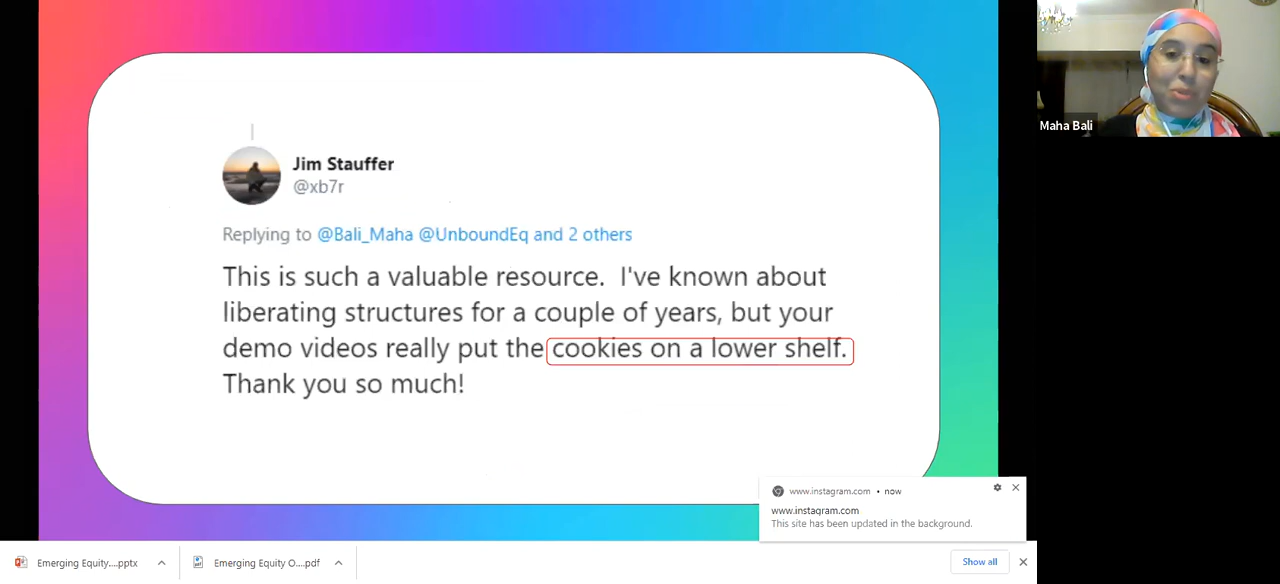 Jim Stauffer
@xb7r
Replying to @Bali_Maha @UnboundEq and 2 others
This is such a valuable resource.  I've known about
liberating structures for a couple of years, but your
demo videos really put the cookies on a lower shelf.
Thank you so much!
Maha Bali
www.instagram.com • now
www.instagram.com
This site has been updated in the background.
Emerging Equity....pptx
Emerging Equity O....pdf
Show all